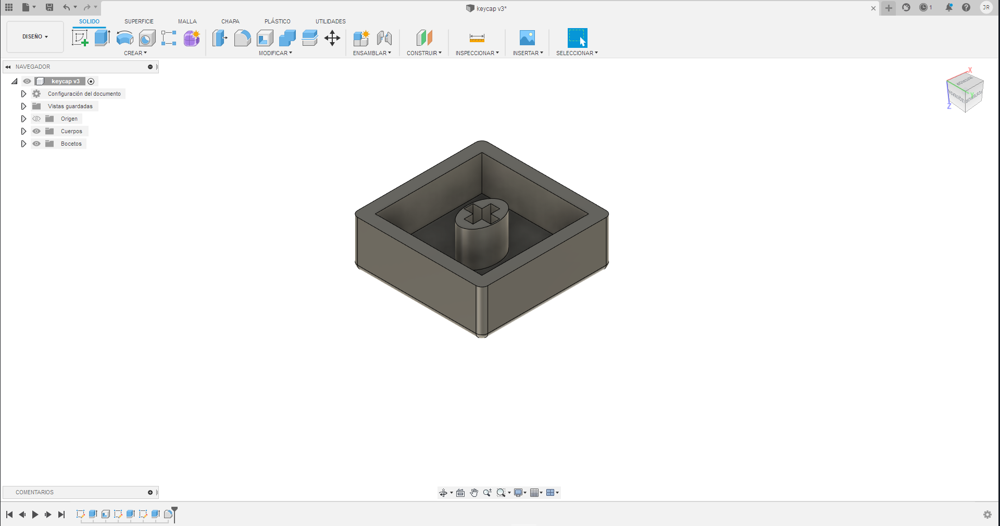 keycap v3*
1
JR
DISEÑO
SOLIDO SUPERFICIE MALLA CHAPA PLÁSTICO UTILIDADES
CREAR MODIFICAR ENSAMBLAR CONSTRUIR INSPECCIONAR INSERTAR SELECCIONAR
NAVEGADOR
keycap v3
Configuración del documento
Vistas guardadas
Origen
Cuerpos
Bocetos
X
Z
COMENTARIOS